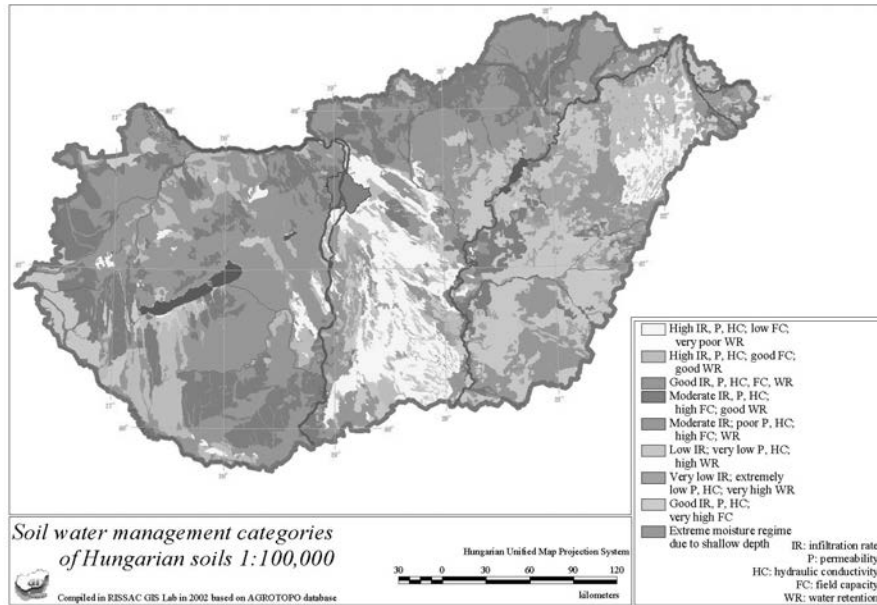 High IR, P, HC; low FC;
very poor WR
High IR, P, HC; good FC;
good WR
Good IR, P, HC, FC, WR
Moderate IR, P, HC;
high FC; good WR
Moderate IR; poor P, HC;
high FC; WR
Low IR; very low P, HC;
high WR
Very low IR; extremely
low P, HC; very high WR
Good IR, P, HC;
very high FC
Extreme moisture regime
due to shallow depth
IR: infiltration rate
P: permeability
HC: hydraulic conductivity
FC: field capacity
WR: water retention
Soil water management categories
of Hungarian soils 1:100,000
Compiled in RISSAC GIS Lab in 2002 based on AGROTOPO database
Hungarian Unified Map Projection System
30 0 30 60 90 120
kilometers